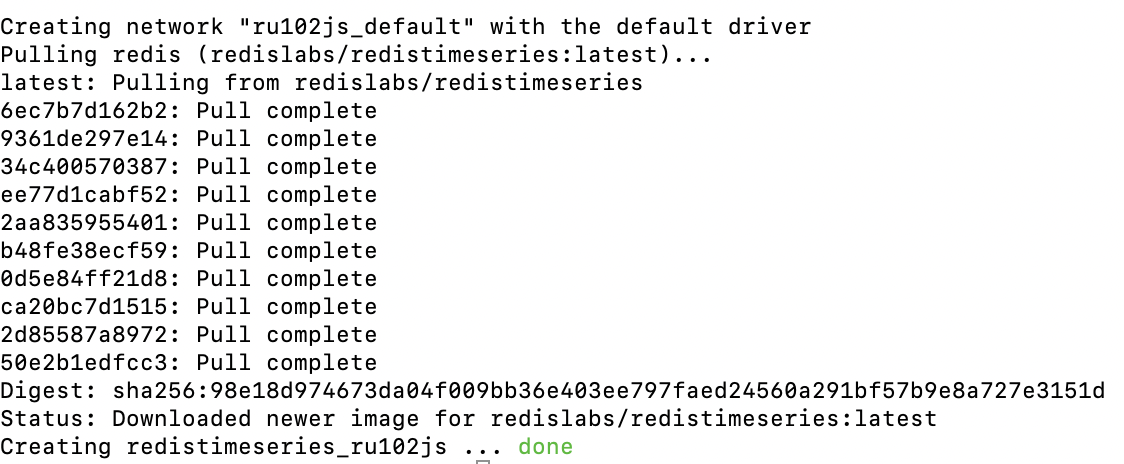 Creating network "ru102js_default" with the default driver
Pulling redis (redislabs/redistimeseries:latest)...
latest: Pulling from redislabs/redistimeseries
6ec7b7d162b2: Pull complete
9361de297e14: Pull complete
34c400570387: Pull complete
ee77d1cabf52: Pull complete
2aa835955401: Pull complete
b48fe38ecf59: Pull complete
0d5e84ff21d8: Pull complete
ca20bc7d1515: Pull complete
2d85587a8972: Pull complete
50e2b1edfcc3: Pull complete
Digest: sha256:98e18d974673da04f009bb36e403ee797faed24560a291bf57b9e8a727e3151d
Status: Downloaded newer image for redislabs/redistimeseries:latest
Creating redistimeseries_ru102js ... done